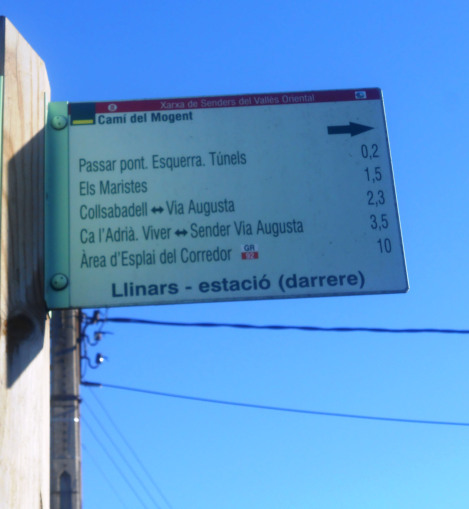 Xarxa de Senders del Vallès Oriental
Camí del Mogent
Passar pont. Esquerra. Túnels 0,2
Els Maristes 1,5
Collsabadell ↔ Via Augusta 2,3
Ca l'Adrià. Viver ↔ Sender Via Augusta 3,5
Àrea d'Esplai del Corredor GR 92 10
Llinars - estació (darrere)